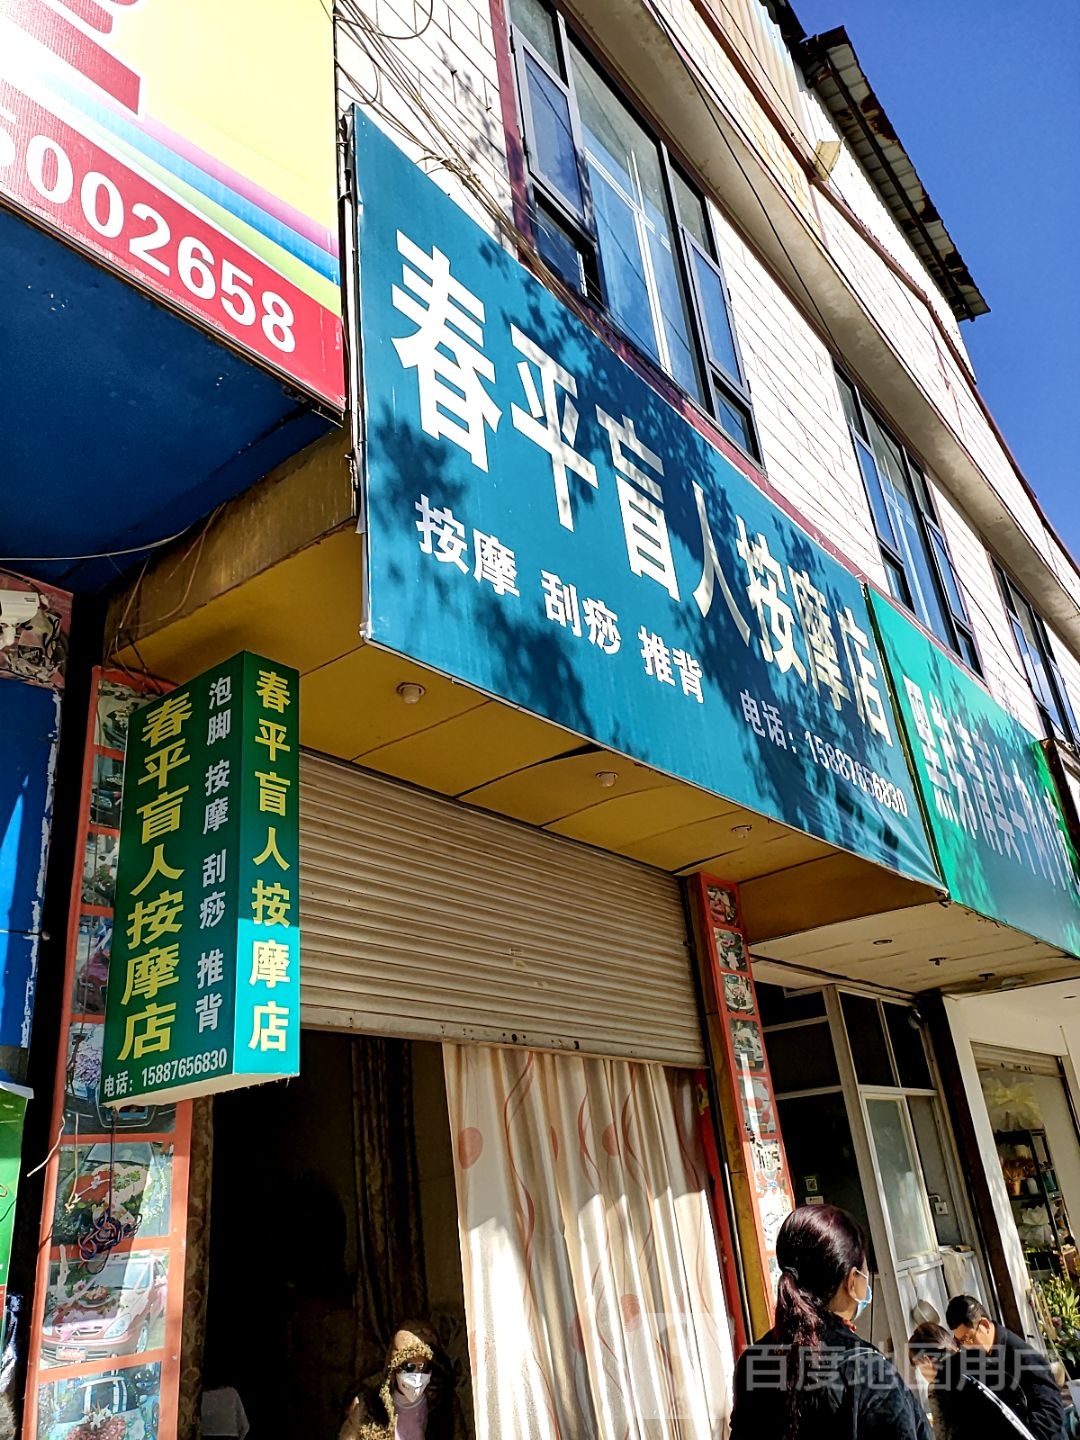 5002658
春平盲人按摩店
按摩 刮痧 推背
电话：15887656830
春平盲人按摩店
泡脚 按摩 刮痧 推背
春平盲人按摩店
电话：15887656830
百度地图用户